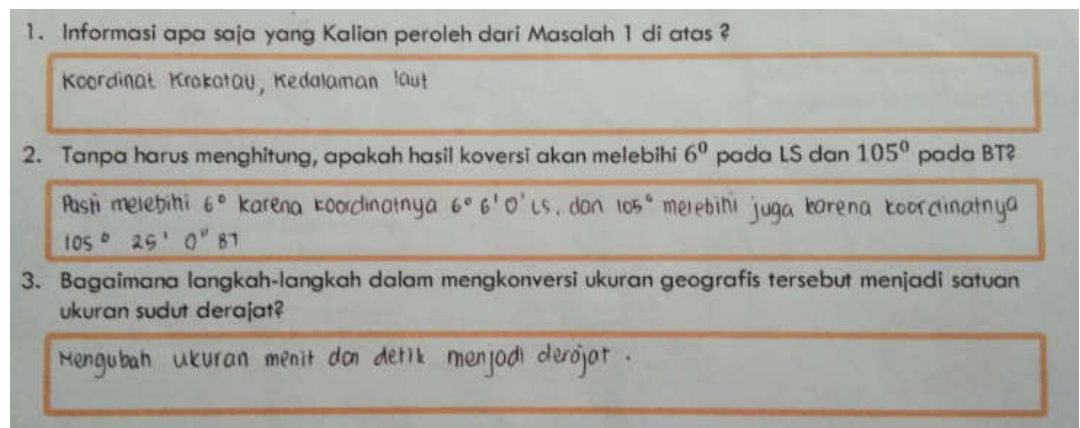 1. Informasi apa saja yang Kalian peroleh dari Masalah 1 di atas ?
Koordinat Krakatau, Kedalaman laut
2. Tanpa harus menghitung, apakah hasil koversi akan melebihi 6⁰ pada LS dan 105⁰ pada BT?
Pasti melebihi 6° karena koordinatnya 6° 6' 0' LS, dan 105° melebihi juga karena koordinatnya
105° 25' 0" BT
3. Bagaimana langkah-langkah dalam mengkonversi ukuran geografis tersebut menjadi satuan
ukuran sudut derajat?
Mengubah ukuran menit dan detik menjadi derajat .